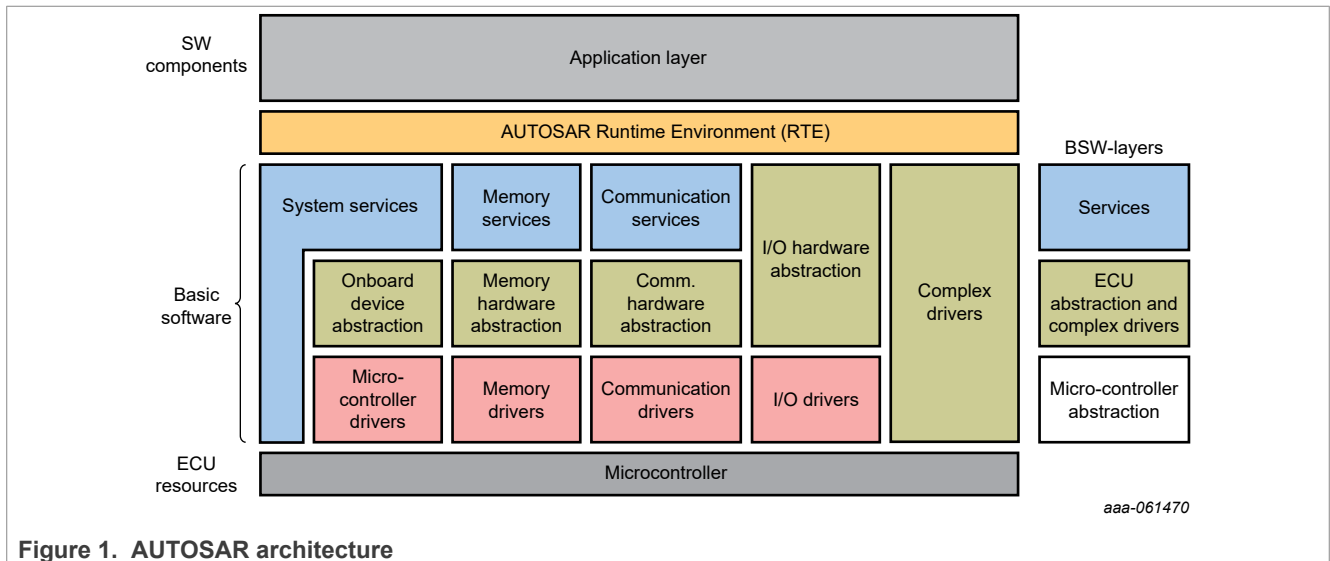 SW
components
Application layer
AUTOSAR Runtime Environment (RTE)
BSW-layers
Basic
software
System services
Memory
services
Communication
services
I/O hardware
abstraction
Complex
drivers
Services
Onboard
device
abstraction
Memory
hardware
abstraction
Comm.
hardware
abstraction
ECU
abstraction and
complex drivers
Micro-
controller
drivers
Memory
drivers
Communication
drivers
I/O drivers
Micro-controller
abstraction
ECU
resources
Microcontroller
aaa-061470
Figure 1. AUTOSAR architecture